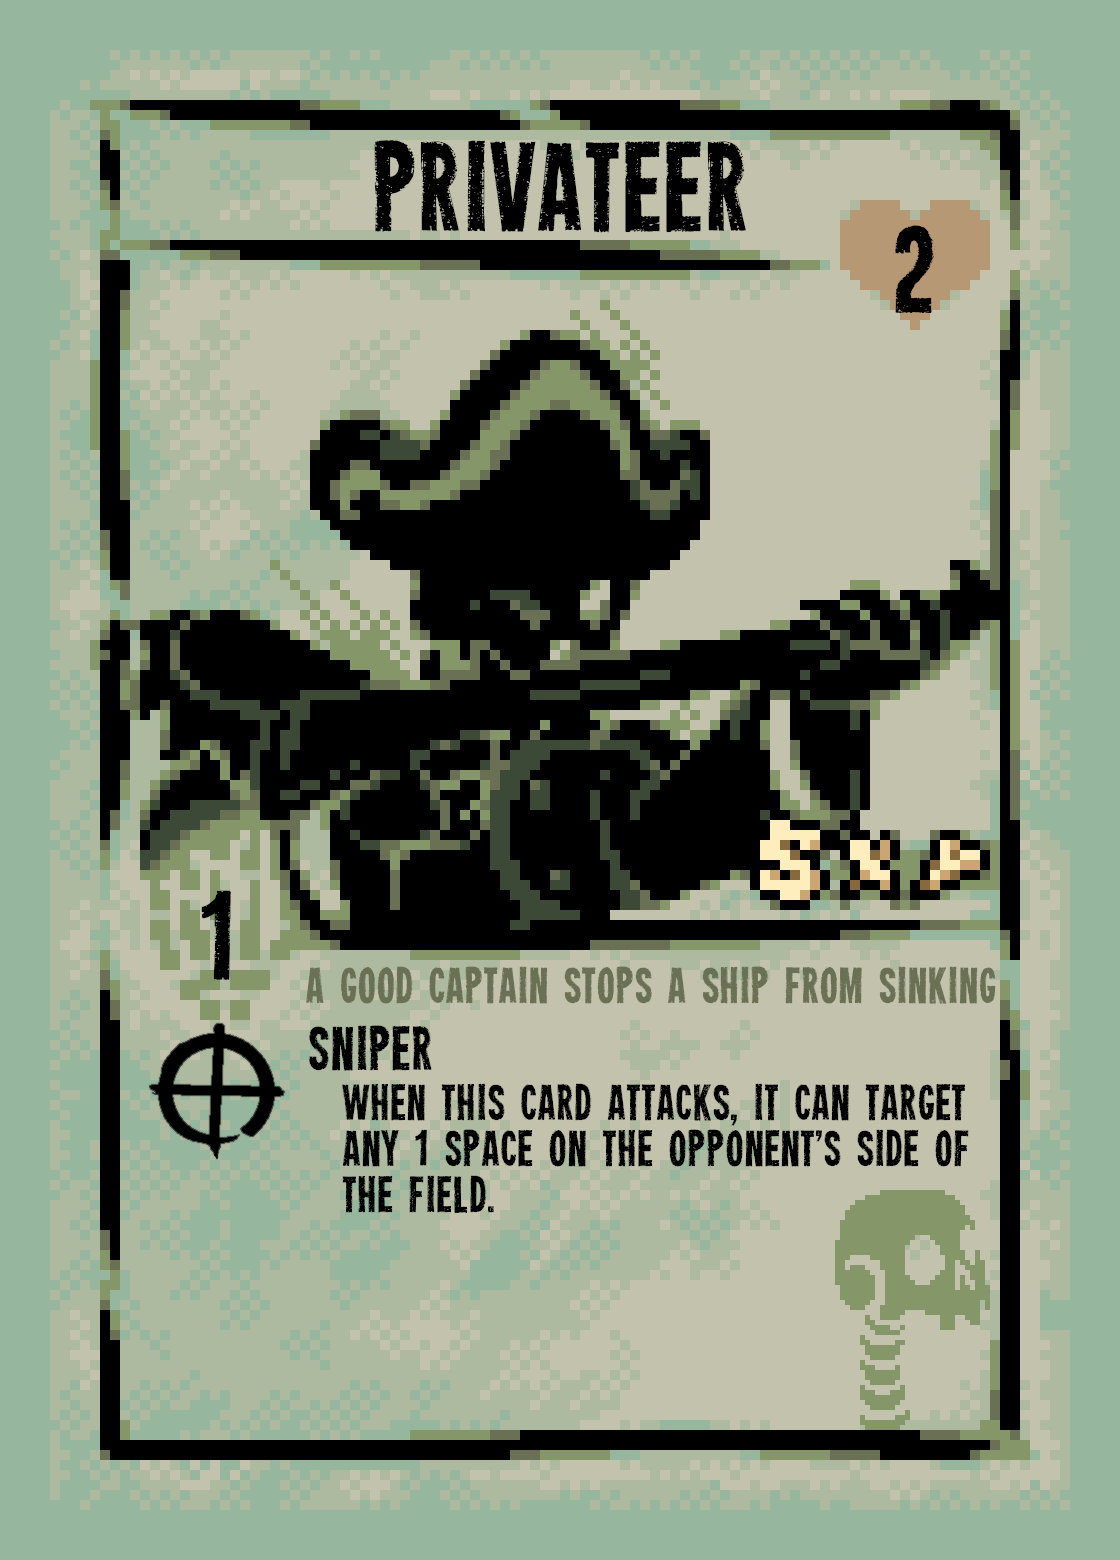 PRIVATEER
2
SXY
1
A GOOD CAPTAIN STOPS A SHIP FROM SINKING
SNIPER
WHEN THIS CARD ATTACKS, IT CAN TARGET
ANY 1 SPACE ON THE OPPONENT'S SIDE OF
THE FIELD.